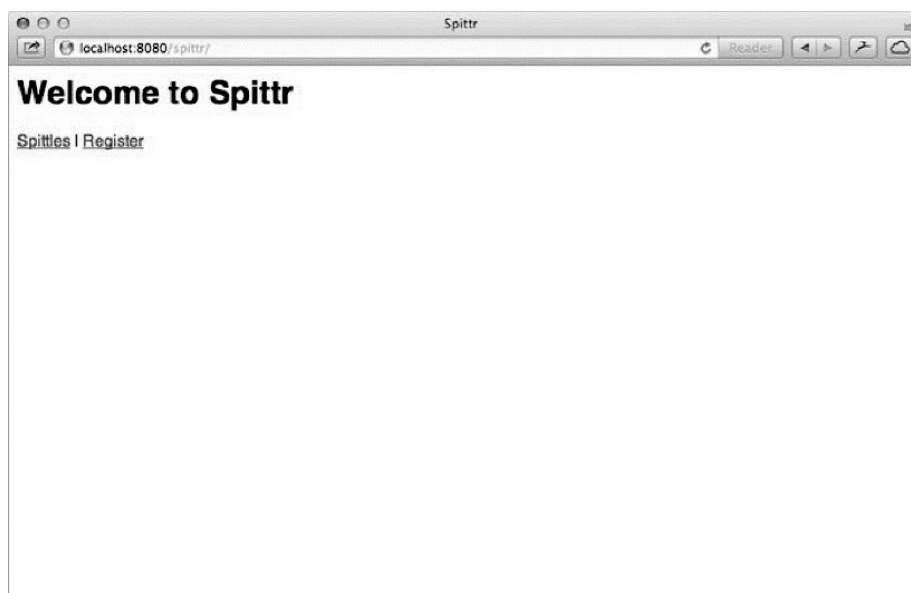 Spittr
localhost:8080/spittr/
Reader
Welcome to Spittr
Spittles | Register